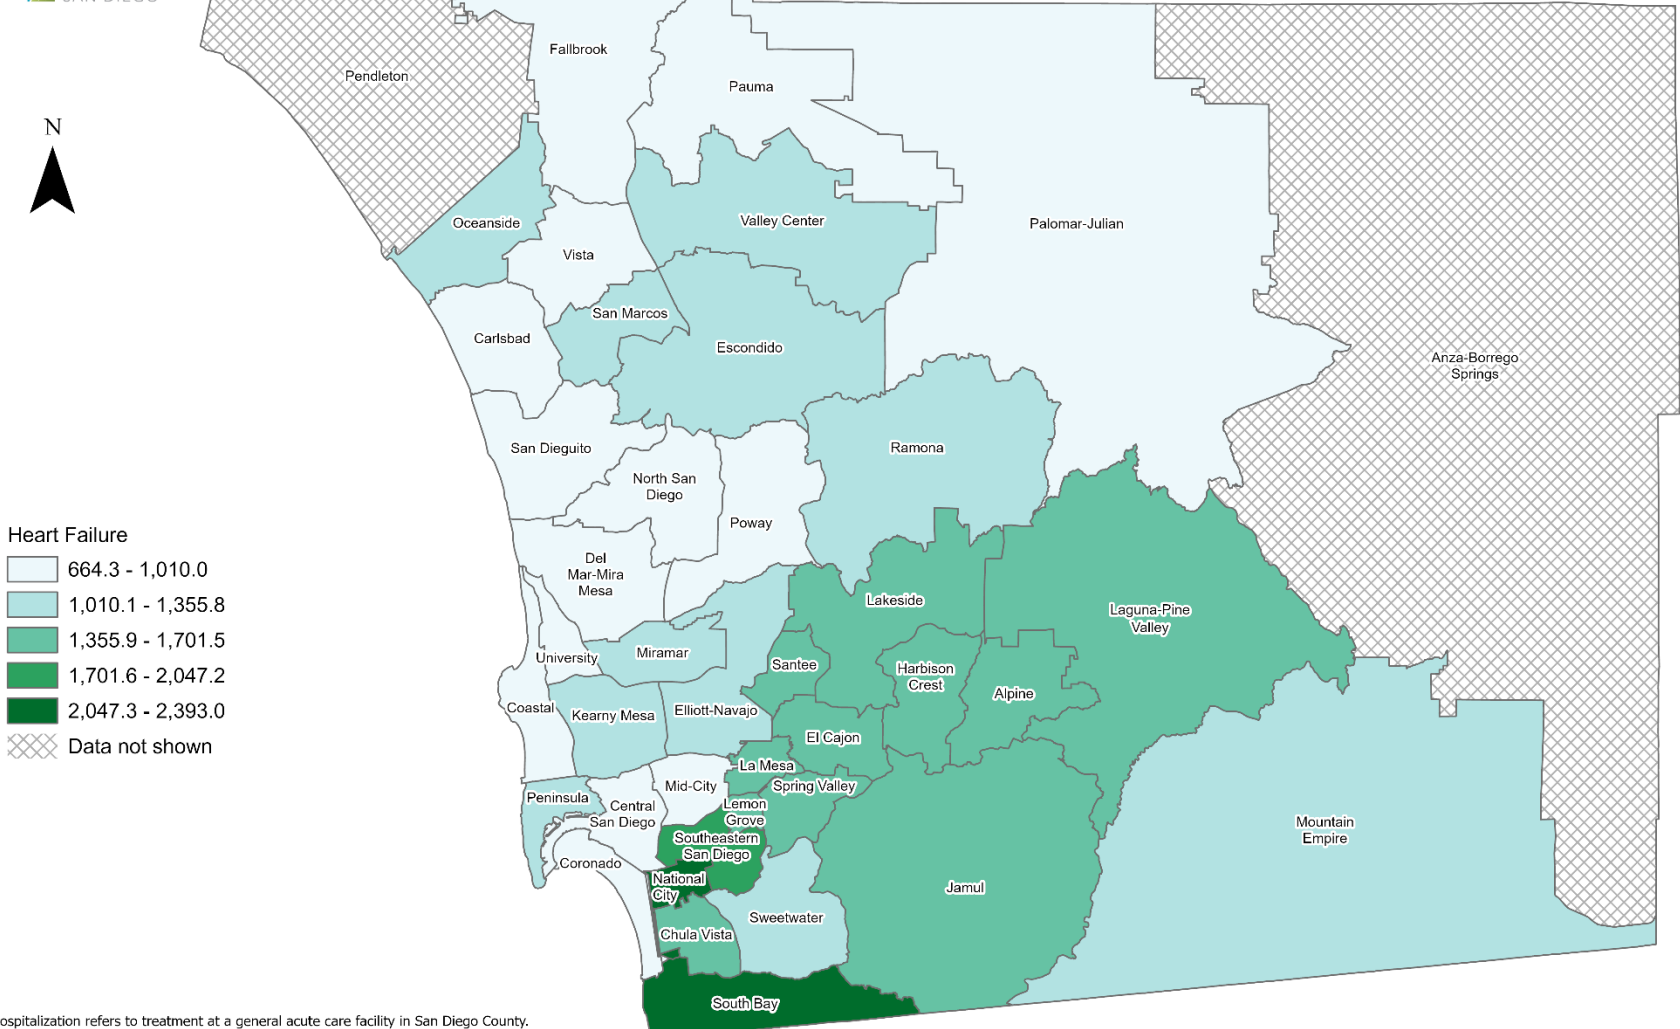 SAN DIEGO
Fallbrook
Pendleton
Pauma
N
Oceanside
Valley Center
Palomar-Julian
Vista
San Marcos
Carlsbad
Escondido
Anza-Borrego
Springs
San Dieguito
Ramona
North San
Diego
Poway
Heart Failure
664.3 - 1,010.0
1,010.1 - 1,355.8
1,355.9 - 1,701.5
1,701.6 - 2,047.2
2,047.3 - 2,393.0
Data not shown
Del
Mar-Mira
Mesa
Lakeside
Laguna-Pine
Valley
University
Miramar
Santee
Harbison
Crest
Alpine
Coastal
Kearny Mesa
Elliott-Navajo
El Cajon
La Mesa
Mid-City
Spring Valley
Peninsula
Central
San Diego
Lemon
Grove
Southeastern
San Diego
Mountain
Empire
Coronado
National
City
Jamul
Sweetwater
Chula Vista
South Bay
ospitalization refers to treatment at a general acute care facility in San Diego County.